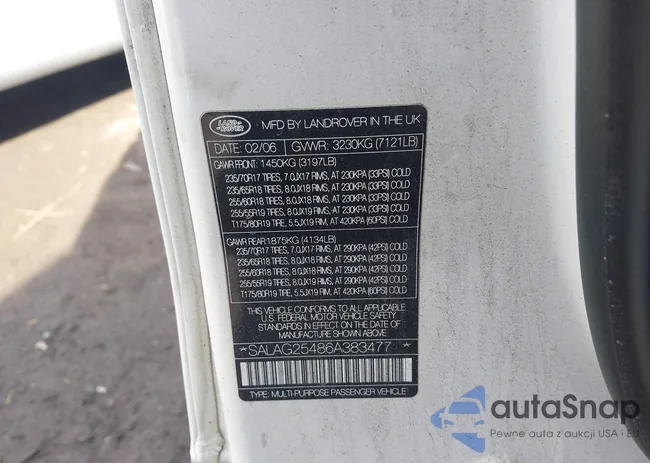 LAND
ROVER
MFD BY LANDROVER IN THE UK
DATE: 02/06 GVWR: 3230KG (7121LB)
GAWR FRONT: 1450KG (3197LB)
235/70R17 TIRES, 7.0JX17 RIMS, AT 230KPA (33PSI) COLD
235/65R18 TIRES, 8.0JX18 RIMS, AT 230KPA (33PSI) COLD
255/60R18 TIRES, 8.0JX18 RIMS, AT 230KPA (33PSI) COLD
255/55R19 TIRES, 8.0JX19 RIMS, AT 230KPA (33PSI) COLD
T175/80R19 TIRE, 5.5JX19 RIM, AT 420KPA (60PSI) COLD
GAWR REAR: 1875KG (4134LB)
235/70R17 TIRES, 7.0JX17 RIMS, AT 290KPA (42PSI) COLD
235/65R18 TIRES, 8.0JX18 RIMS, AT 290KPA (42PSI) COLD
255/60R18 TIRES, 8.0JX18 RIMS, AT 290KPA (42PSI) COLD
255/55R19 TIRES, 8.0JX19 RIMS, AT 290KPA (42PSI) COLD
T175/80R19 TIRE, 5.5JX19 RIM, AT 420KPA (60PSI) COLD
THIS VEHICLE CONFORMS TO ALL APPLICABLE
U.S. FEDERAL MOTOR VEHICLE SAFETY
STANDARDS IN EFFECT ON THE DATE OF
MANUFACTURE SHOWN ABOVE.
*SALAG25486A383477 *
TYPE: MULTI-PURPOSE PASSENGER VEHICLE
autaSnap
Pewne auta z aukcji USA i EU